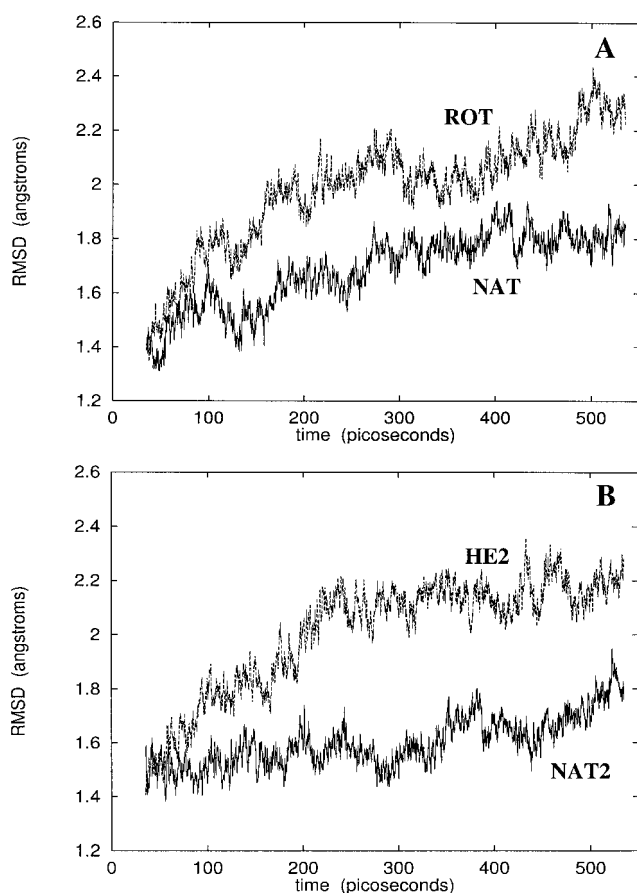 2.6
A
2.4
ROT
2.2
2
1.8
NAT
1.6
1.4
1.2
RMSD (angstroms)
0 100 200 300 400 500
time (picoseconds)
2.6
B
2.4
HE2
2.2
2
1.8
1.6
NAT2
1.4
1.2
RMSD (angstroms)
0 100 200 300 400 500
time (picoseconds)